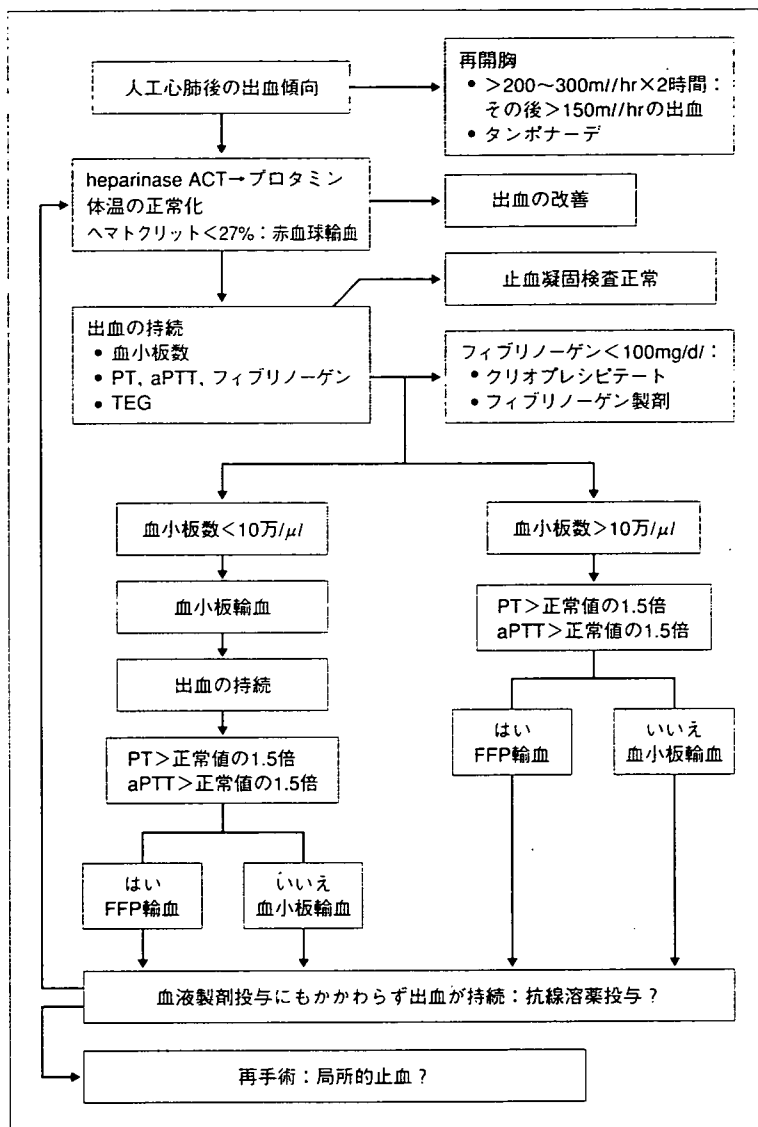 人工心肺後の出血傾向
再開胸
• >200〜300m//hr×2時間:
その後>150m//hrの出血
• タンポナーデ
heparinase ACT→プロタミン
体温の正常化
ヘマトクリット<27%:赤血球輸血
出血の改善
止血凝固検査正常
出血の持続
• 血小板数
• PT, aPTT, フィブリノーゲン
• TEG
フィブリノーゲン<100mg/d/:
• クリオプレシピテート
• フィブリノーゲン製剤
血小板数<10万/μ/
血小板数>10万/μ/
血小板輸血
PT>正常値の1.5倍
aPTT>正常値の1.5倍
出血の持続
はい
FFP輸血
いいえ
血小板輸血
PT>正常値の1.5倍
aPTT>正常値の1.5倍
はい
FFP輸血
いいえ
血小板輸血
血液製剤投与にもかかわらず出血が持続:抗線溶薬投与?
再手術:局所的止血?